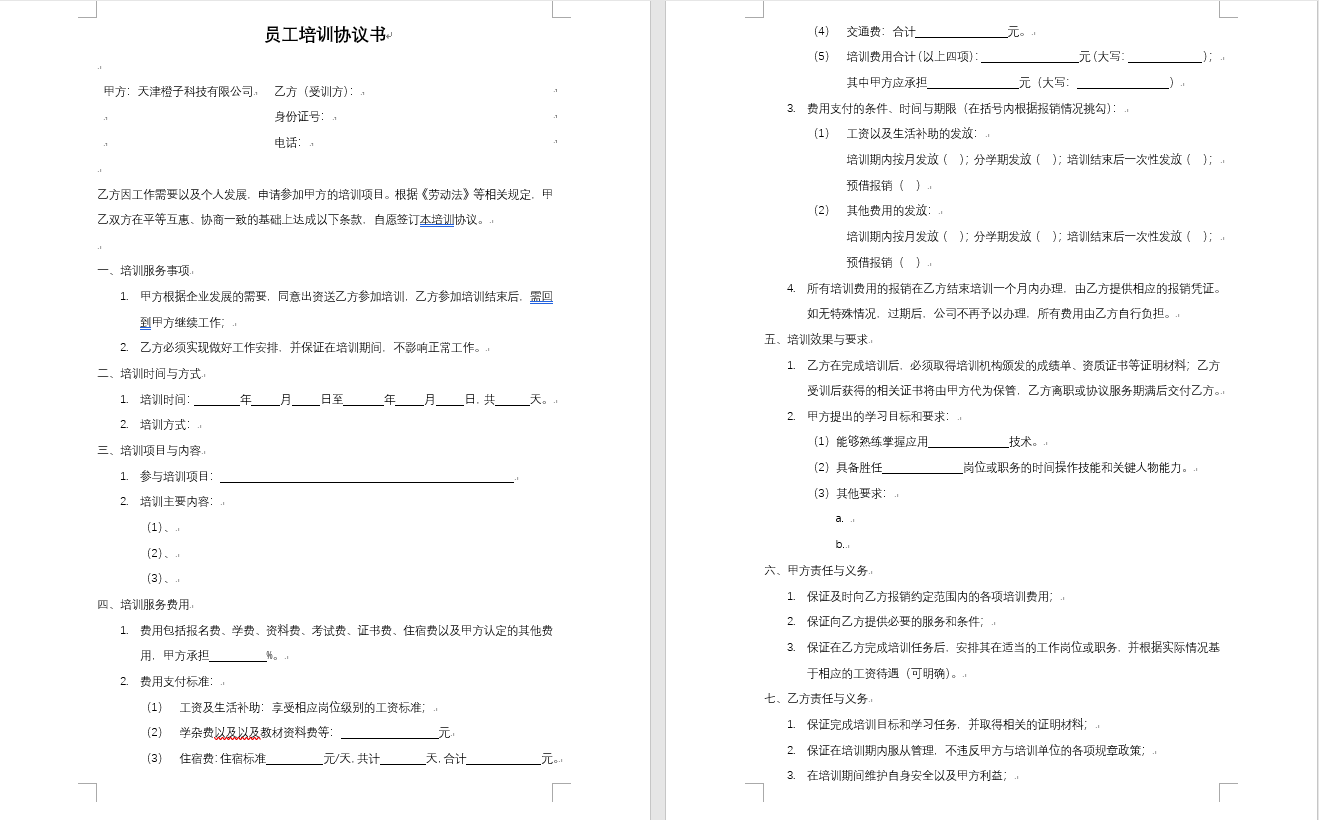 员工培训协议书
甲方：天津橙子科技有限公司 乙方（受训方）：
身份证号：
电话：
乙方因工作需要以及个人发展，申请参加甲方的培训项目。根据《劳动法》等相关规定，甲
乙双方在平等互惠、协商一致的基础上达成以下条款，自愿签订本培训协议。
一、培训服务事项
1. 甲方根据企业发展的需要，同意出资送乙方参加培训，乙方参加培训结束后，需回
到甲方继续工作；
2. 乙方必须实现做好工作安排，并保证在培训期间，不影响正常工作。
二、培训时间与方式
1. 培训时间：______年____月____日至______年____月____日，共_____天。
2. 培训方式：
三、培训项目与内容
1. 参与培训项目：____________________
2. 培训主要内容：
（1）、
（2）、
（3）、
四、培训服务费用
1. 费用包括报名费、学费、资料费、考试费、证书费、住宿费以及甲方认定的其他费
用，甲方承担________%。
2. 费用支付标准：
（1） 工资及生活补助：享受相应岗位级别的工资标准；
（2） 学杂费以及以及教材资料费等：____________元
（3） 住宿费：住宿标准________元/天，共计______天，合计__________元。
（4） 交通费：合计____________元。
（5） 培训费用合计（以上四项）：____________元（大写：__________）；
其中甲方应承担____________元（大写：____________）
3. 费用支付的条件、时间与期限（在括号内根据报销情况挑勾）：
（1） 工资以及生活补助的发放：
培训期内按月发放（ ）；分学期发放（ ）；培训结束后一次性发放（ ）；
预借报销（ ）
（2） 其他费用的发放：
培训期内按月发放（ ）；分学期发放（ ）；培训结束后一次性发放（ ）；
预借报销（ ）
4. 所有培训费用的报销在乙方结束培训一个月内办理，由乙方提供相应的报销凭证。
如无特殊情况，过期后，公司不再予以办理，所有费用由乙方自行负担。
五、培训效果与要求
1. 乙方在完成培训后，必须取得培训机构颁发的成绩单、资质证书等证明材料；乙方
受训后获得的相关证书将由甲方代为保管，乙方离职或协议服务期满后交付乙方。
2. 甲方提出的学习目标和要求：
（1）能够熟练掌握应用__________技术。
（2）具备胜任__________岗位或职务的时间操作技能和关键人物能力。
（3）其他要求：
a.
b.
六、甲方责任与义务
1. 保证及时向乙方报销约定范围内的各项培训费用；
2. 保证向乙方提供必要的服务和条件；
3. 保证在乙方完成培训任务后，安排其在适当的工作岗位或职务，并根据实际情况基
于相应的工资待遇（可明确）。
七、乙方责任与义务
1. 保证完成培训目标和学习任务，并取得相关的证明材料；
2. 保证在培训期内服从管理，不违反甲方与培训单位的各项规章政策；
3. 在培训期间维护自身安全以及甲方利益；